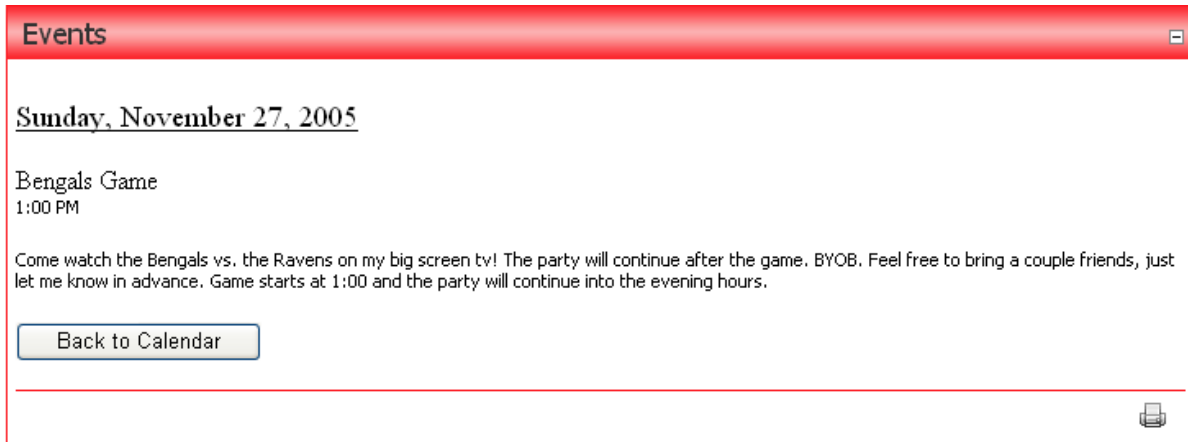 Events
Sunday, November 27, 2005
Bengals Game
1:00 PM
Come watch the Bengals vs. the Ravens on my big screen tv! The party will continue after the game. BYOB. Feel free to bring a couple friends, just
let me know in advance. Game starts at 1:00 and the party will continue into the evening hours.
Back to Calendar